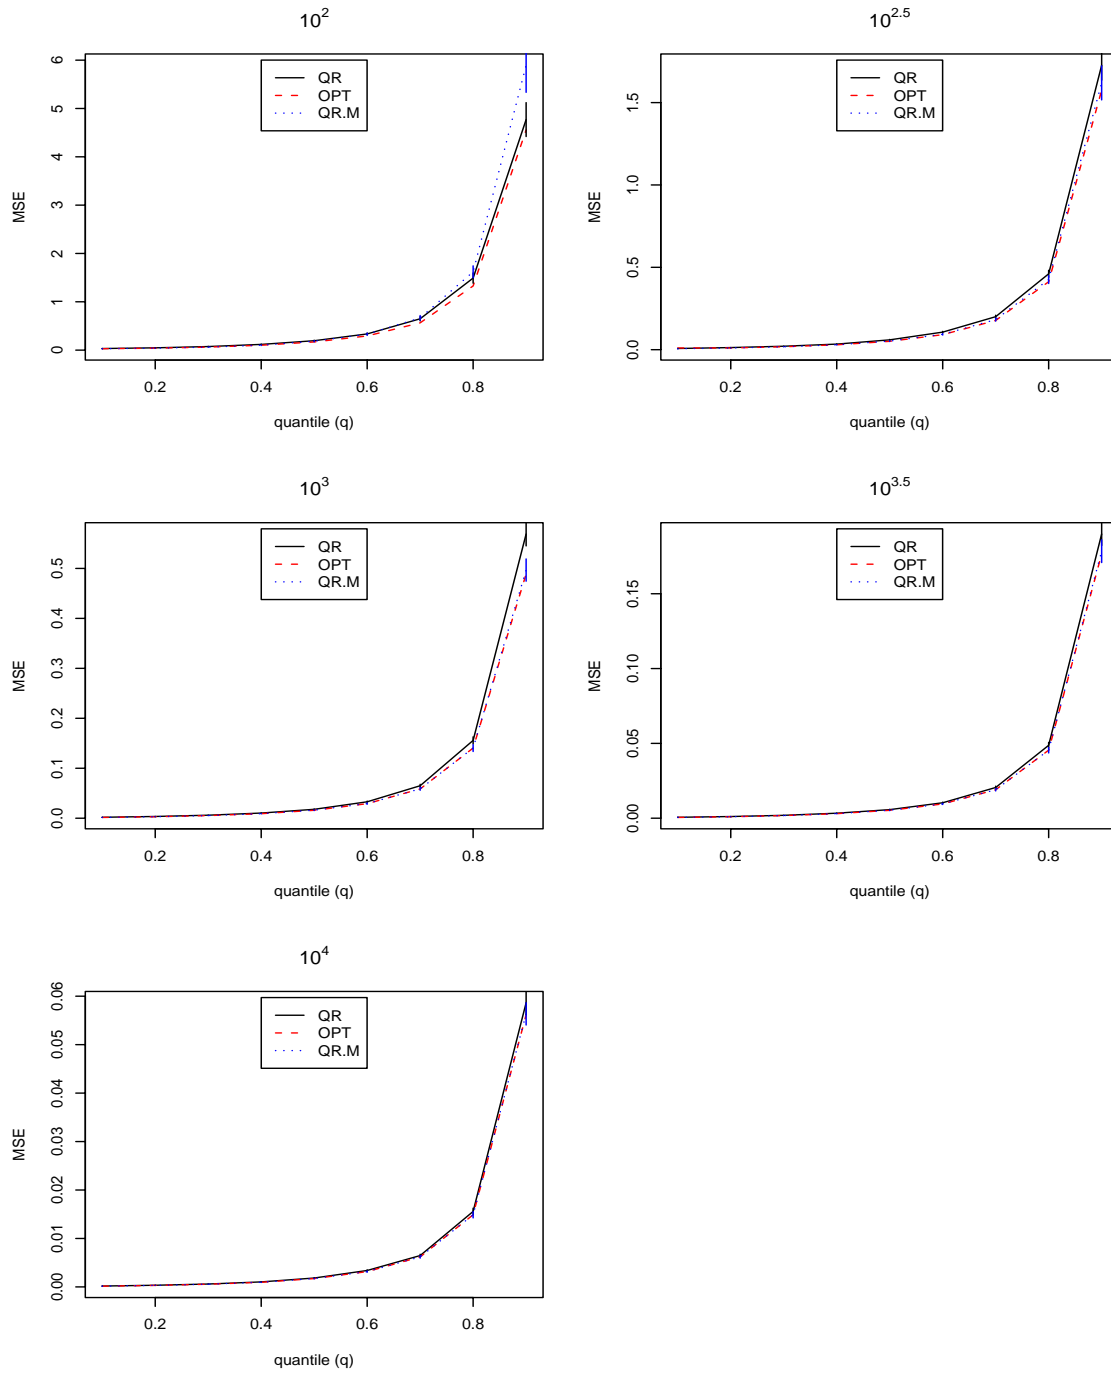 10^2
QR
OPT
QR.M
MSE
0 1 2 3 4 5 6
0.2 0.4 0.6 0.8
quantile (q)
10^2.5
QR
OPT
QR.M
MSE
0.0 0.5 1.0 1.5
0.2 0.4 0.6 0.8
quantile (q)
10^3
QR
OPT
QR.M
MSE
0.0 0.1 0.2 0.3 0.4 0.5
0.2 0.4 0.6 0.8
quantile (q)
10^3.5
QR
OPT
QR.M
MSE
0.00 0.05 0.10 0.15
0.2 0.4 0.6 0.8
quantile (q)
10^4
QR
OPT
QR.M
MSE
0.00 0.01 0.02 0.03 0.04 0.05 0.06
0.2 0.4 0.6 0.8
quantile (q)